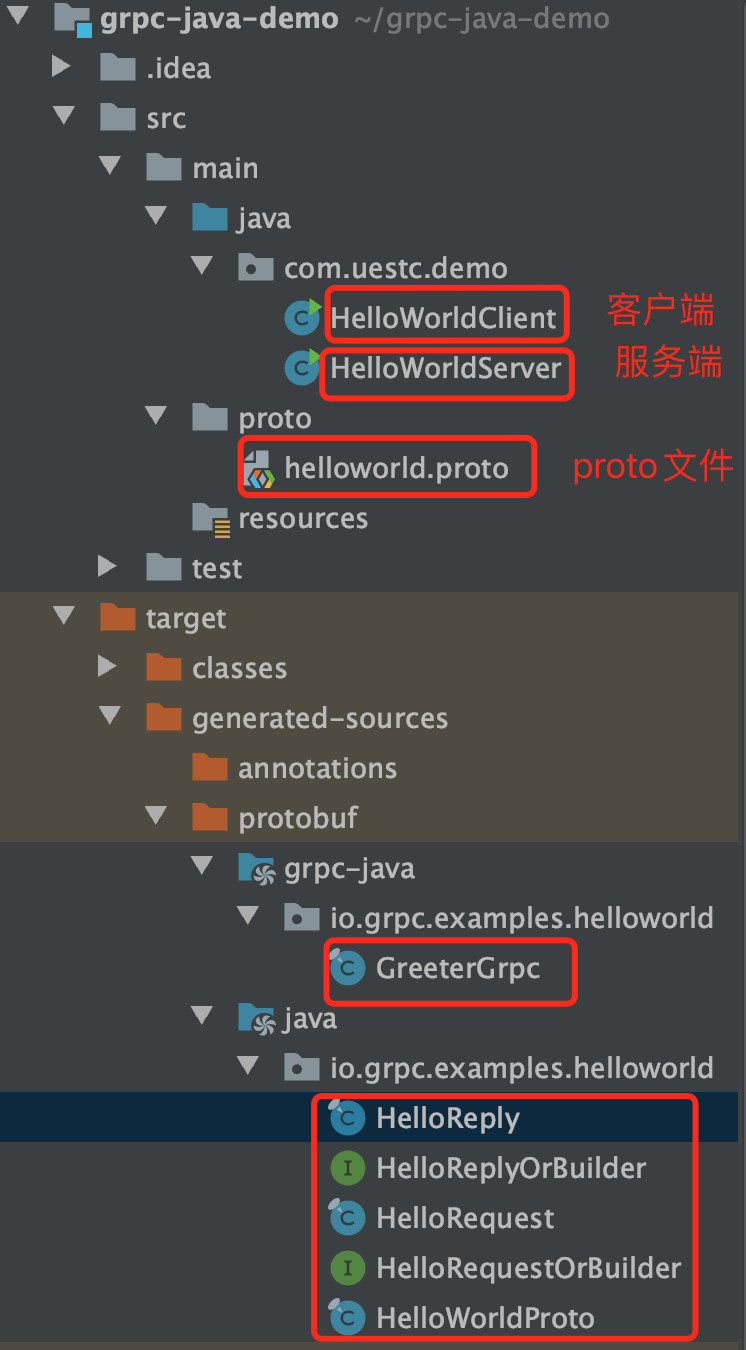 grpc-java-demo ~/grpc-java-demo
.idea
src
main
java
com.uestc.demo
HelloWorldClient 客户端
HelloWorldServer 服务端
proto
helloworld.proto proto文件
resources
test
target
classes
generated-sources
annotations
protobuf
grpc-java
io.grpc.examples.helloworld
GreeterGrpc
java
io.grpc.examples.helloworld
HelloReply
HelloReplyOrBuilder
HelloRequest
HelloRequestOrBuilder
HelloWorldProto